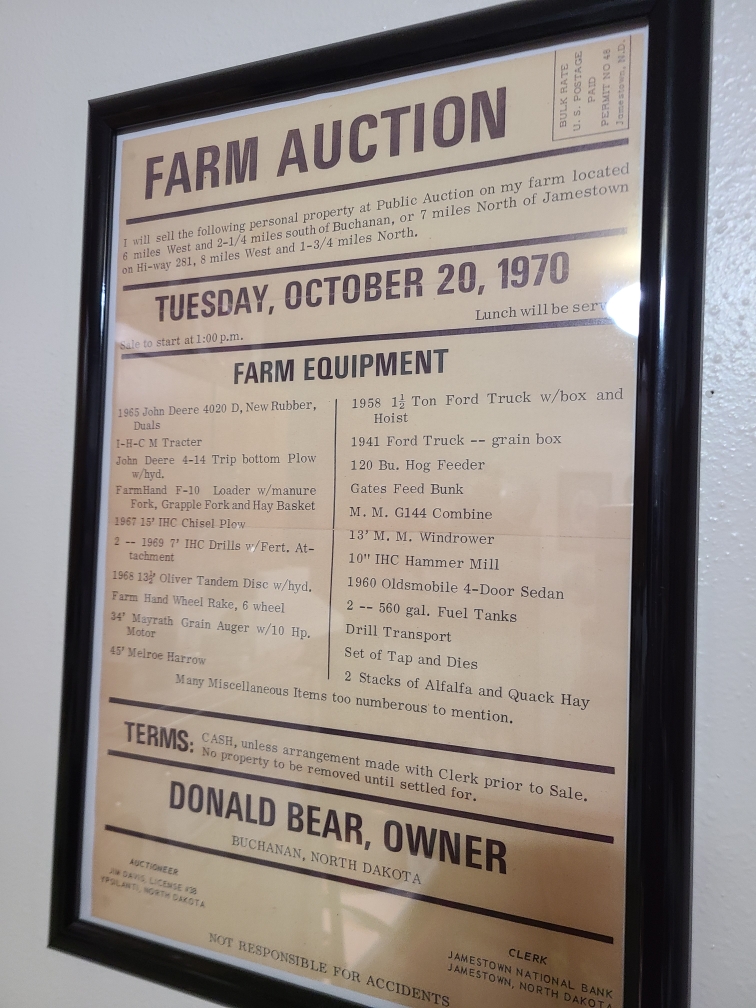 BULK RATE
U. S. POSTAGE
PAID
PERMIT NO 48
Jamestown, N.D.
FARM AUCTION
I will sell the following personal property at Public Auction on my farm located
6 miles West and 2-1/4 miles south of Buchanan, or 7 miles North of Jamestown
on Hi-way 281, 8 miles West and 1-3/4 miles North.
TUESDAY, OCTOBER 20, 1970
Sale to start at 1:00 p.m.
Lunch will be
FARM EQUIPMENT
1965 John Deere 4020 D, New Rubber,
Duals
I-H-C M Tracter
John Deere 4-14 Trip bottom Plow
w/hyd.
FarmHand F-10 Loader w/manure
Fork, Grapple Fork and Hay Basket
1967 15' IHC Chisel Plow
2 -- 1969 7' IHC Drills w/Fert. At-
tachment
1968 13½' Oliver Tandem Disc w/hyd.
Farm Hand Wheel Rake, 6 wheel
34' Mayrath Grain Auger w/10 Hp.
Motor
45' Melroe Harrow
1958 1½ Ton Ford Truck w/box and
Hoist
1941 Ford Truck -- grain box
120 Bu. Hog Feeder
Gates Feed Bunk
M. M. G144 Combine
13' M. M. Windrower
10" IHC Hammer Mill
1960 Oldsmobile 4-Door Sedan
2 -- 560 gal. Fuel Tanks
Drill Transport
Set of Tap and Dies
2 Stacks of Alfalfa and Quack Hay
Many Miscellaneous Items too numberous to mention.
TERMS: CASH, unless arrangement made with Clerk prior to Sale.
No property to be removed until settled for.
DONALD BEAR, OWNER
BUCHANAN, NORTH DAKOTA
AUCTIONEER
JIM DAVIS, LICENSE #38
YPSILANTI, NORTH DAKOTA
CLERK
JAMESTOWN NATIONAL BANK
JAMESTOWN, NORTH DAKOTA
NOT RESPONSIBLE FOR ACCIDENTS